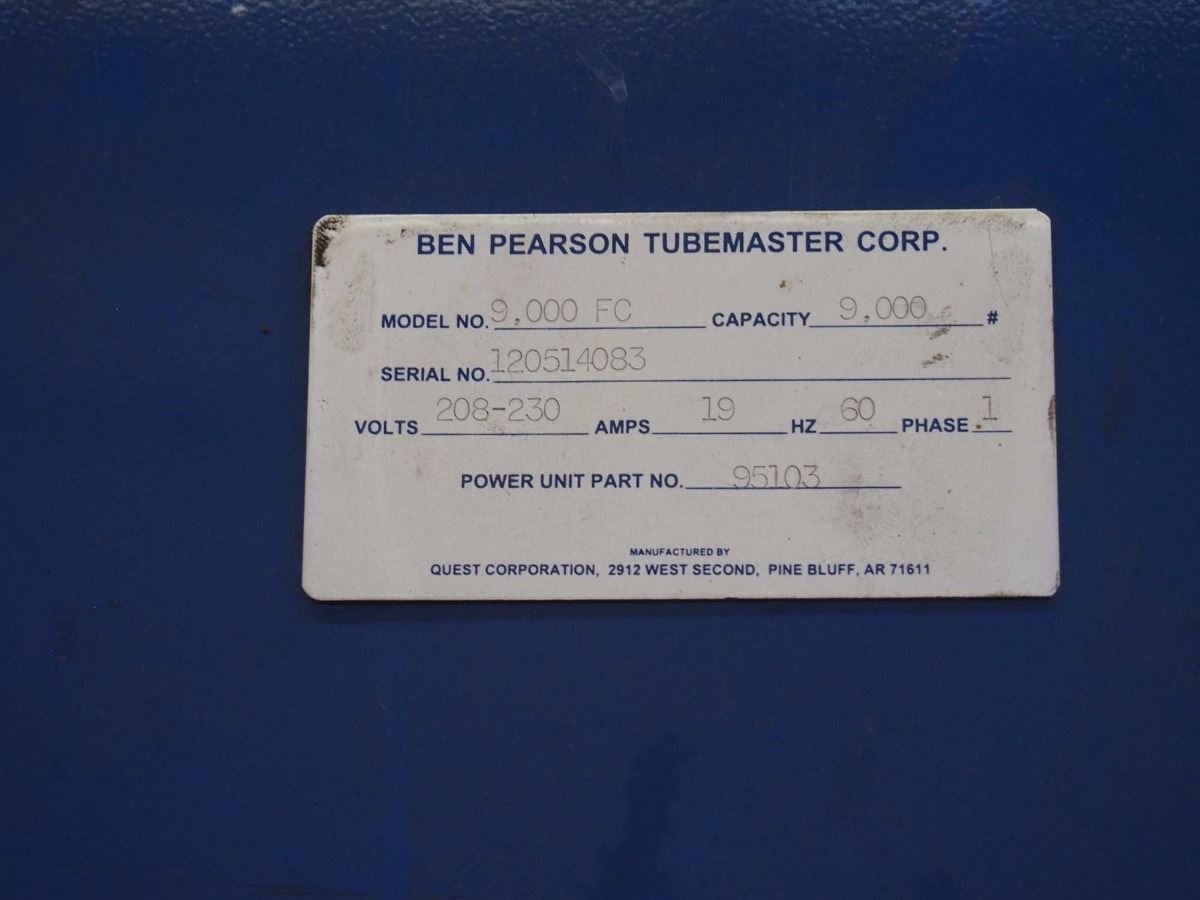 BEN PEARSON TUBEMASTER CORP.
MODEL NO. 9,000 FC CAPACITY 9,000 #
SERIAL NO. 120514083
VOLTS 208-230 AMPS 19 HZ 60 PHASE 1
POWER UNIT PART NO. 95103
MANUFACTURED BY
QUEST CORPORATION, 2912 WEST SECOND, PINE BLUFF, AR 71611